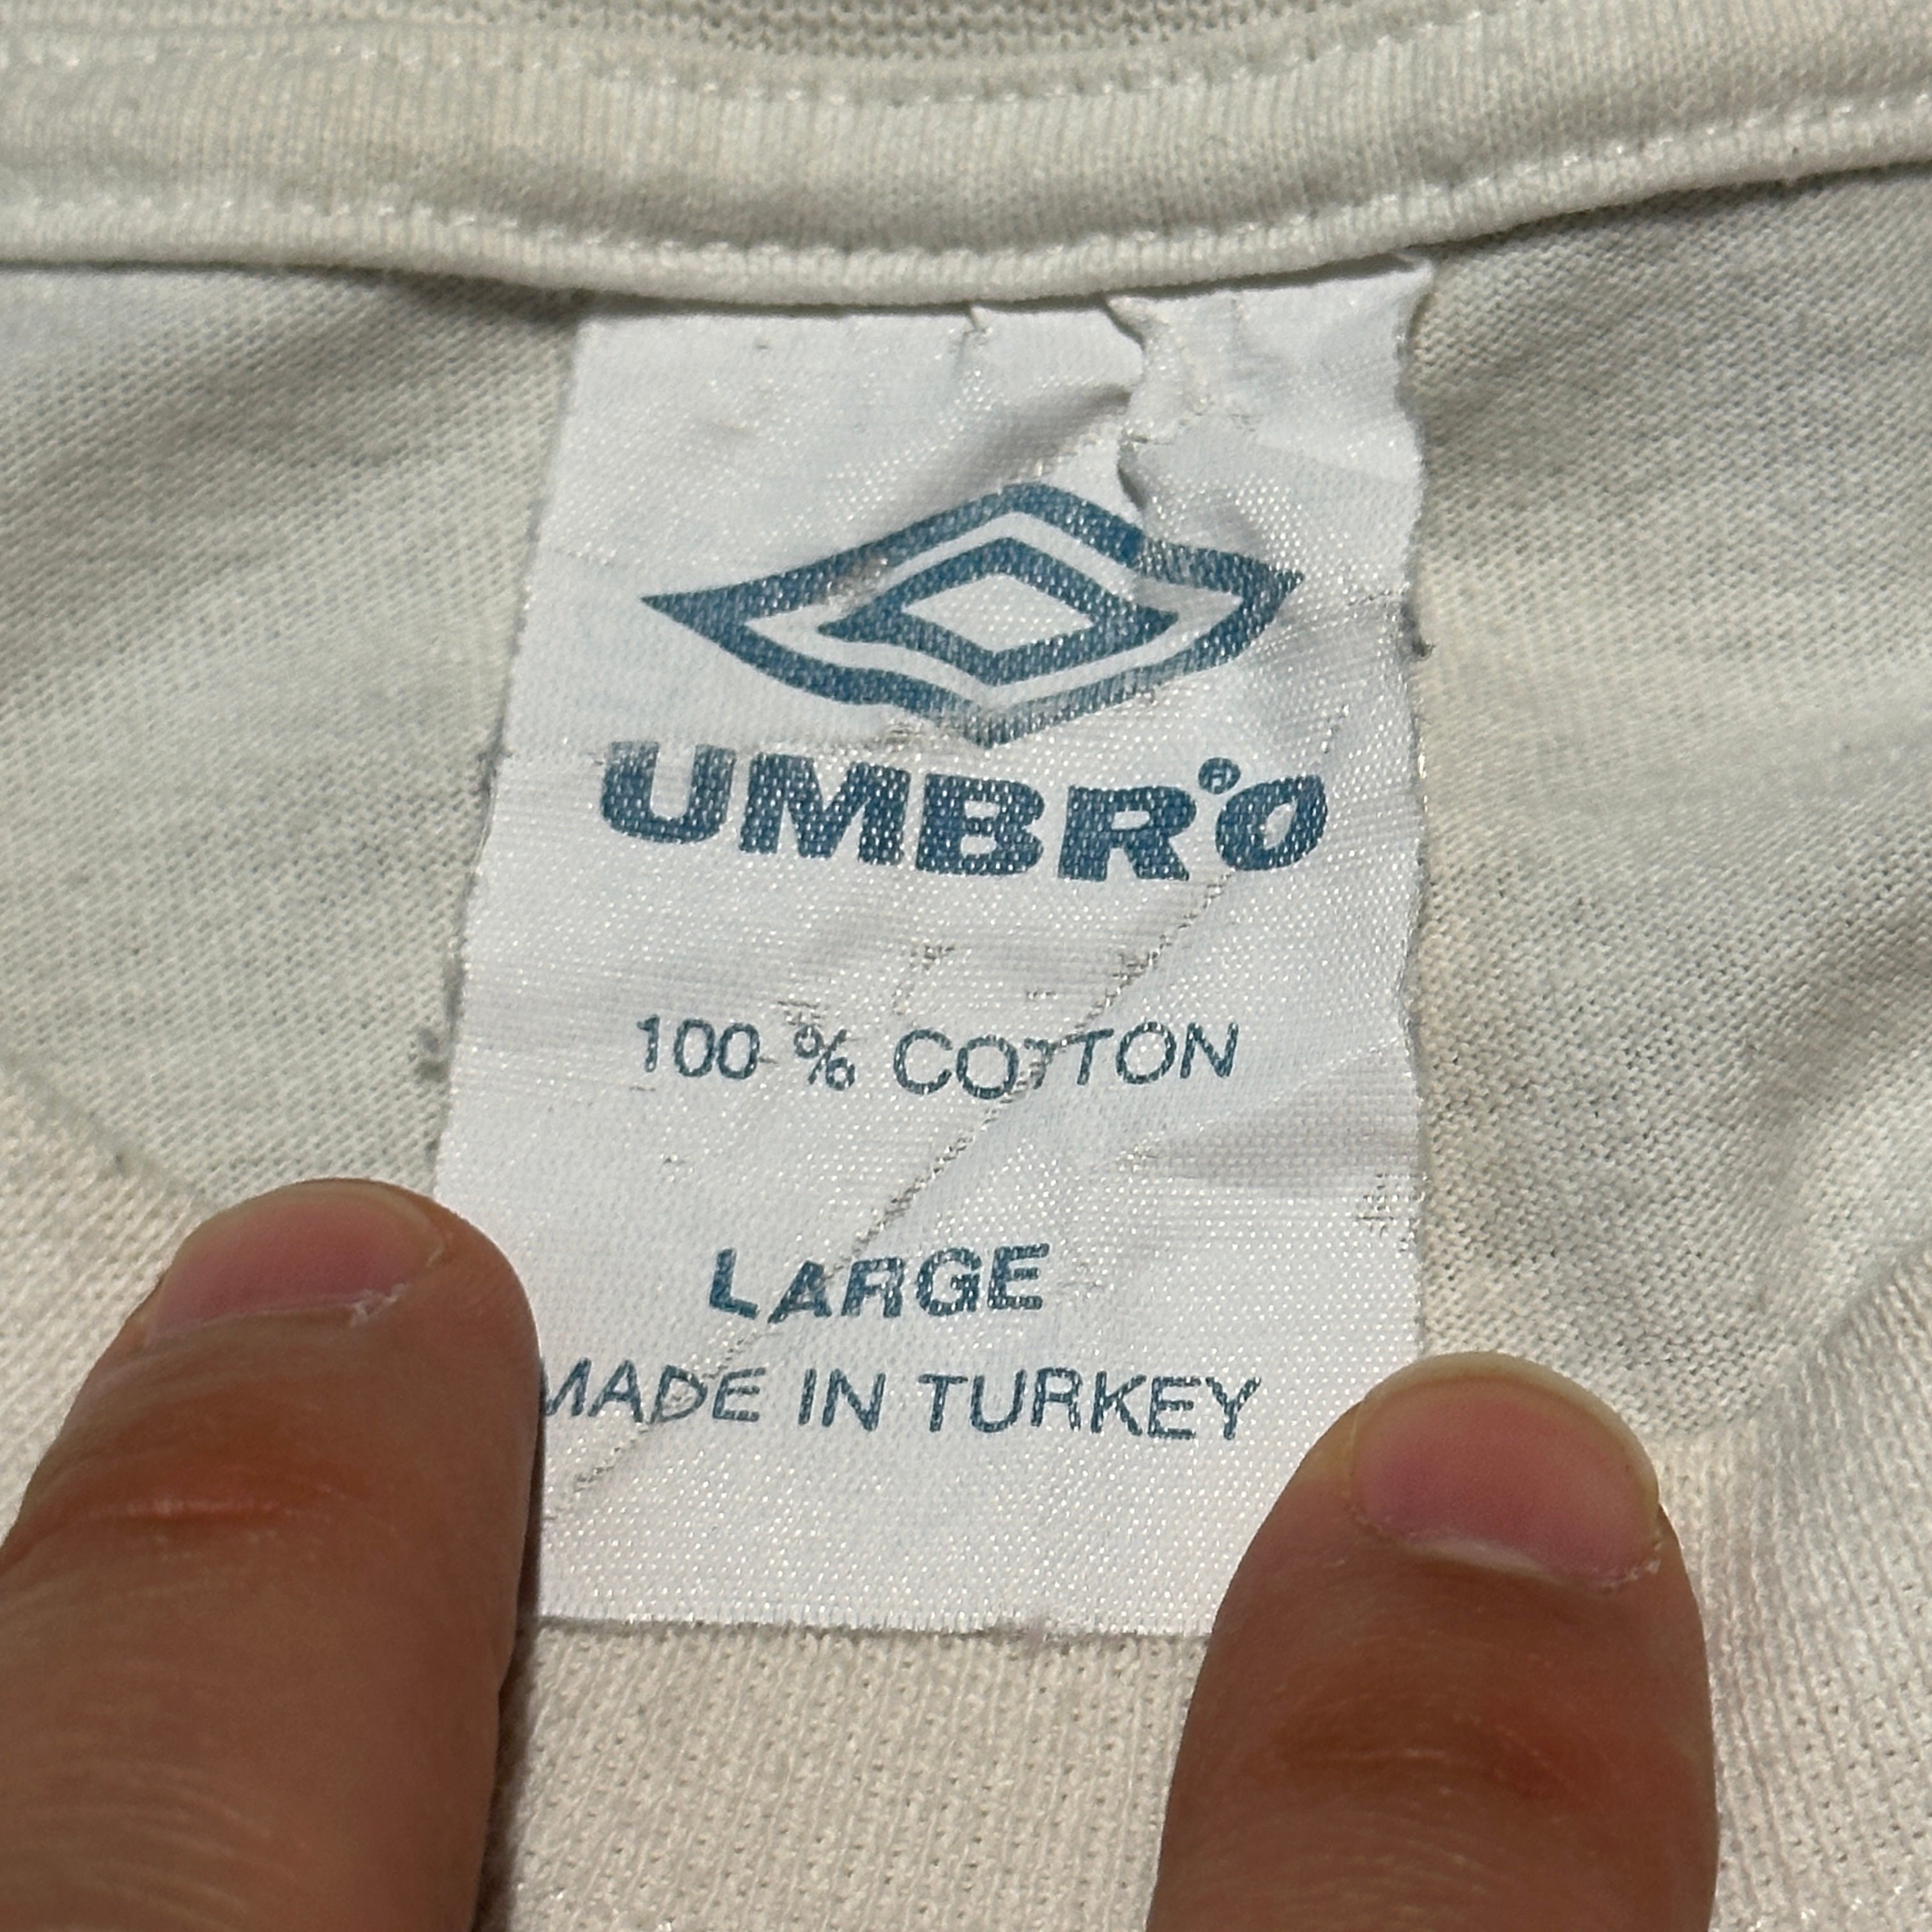 UMBRO®
100 % COTTON
LARGE
MADE IN TURKEY